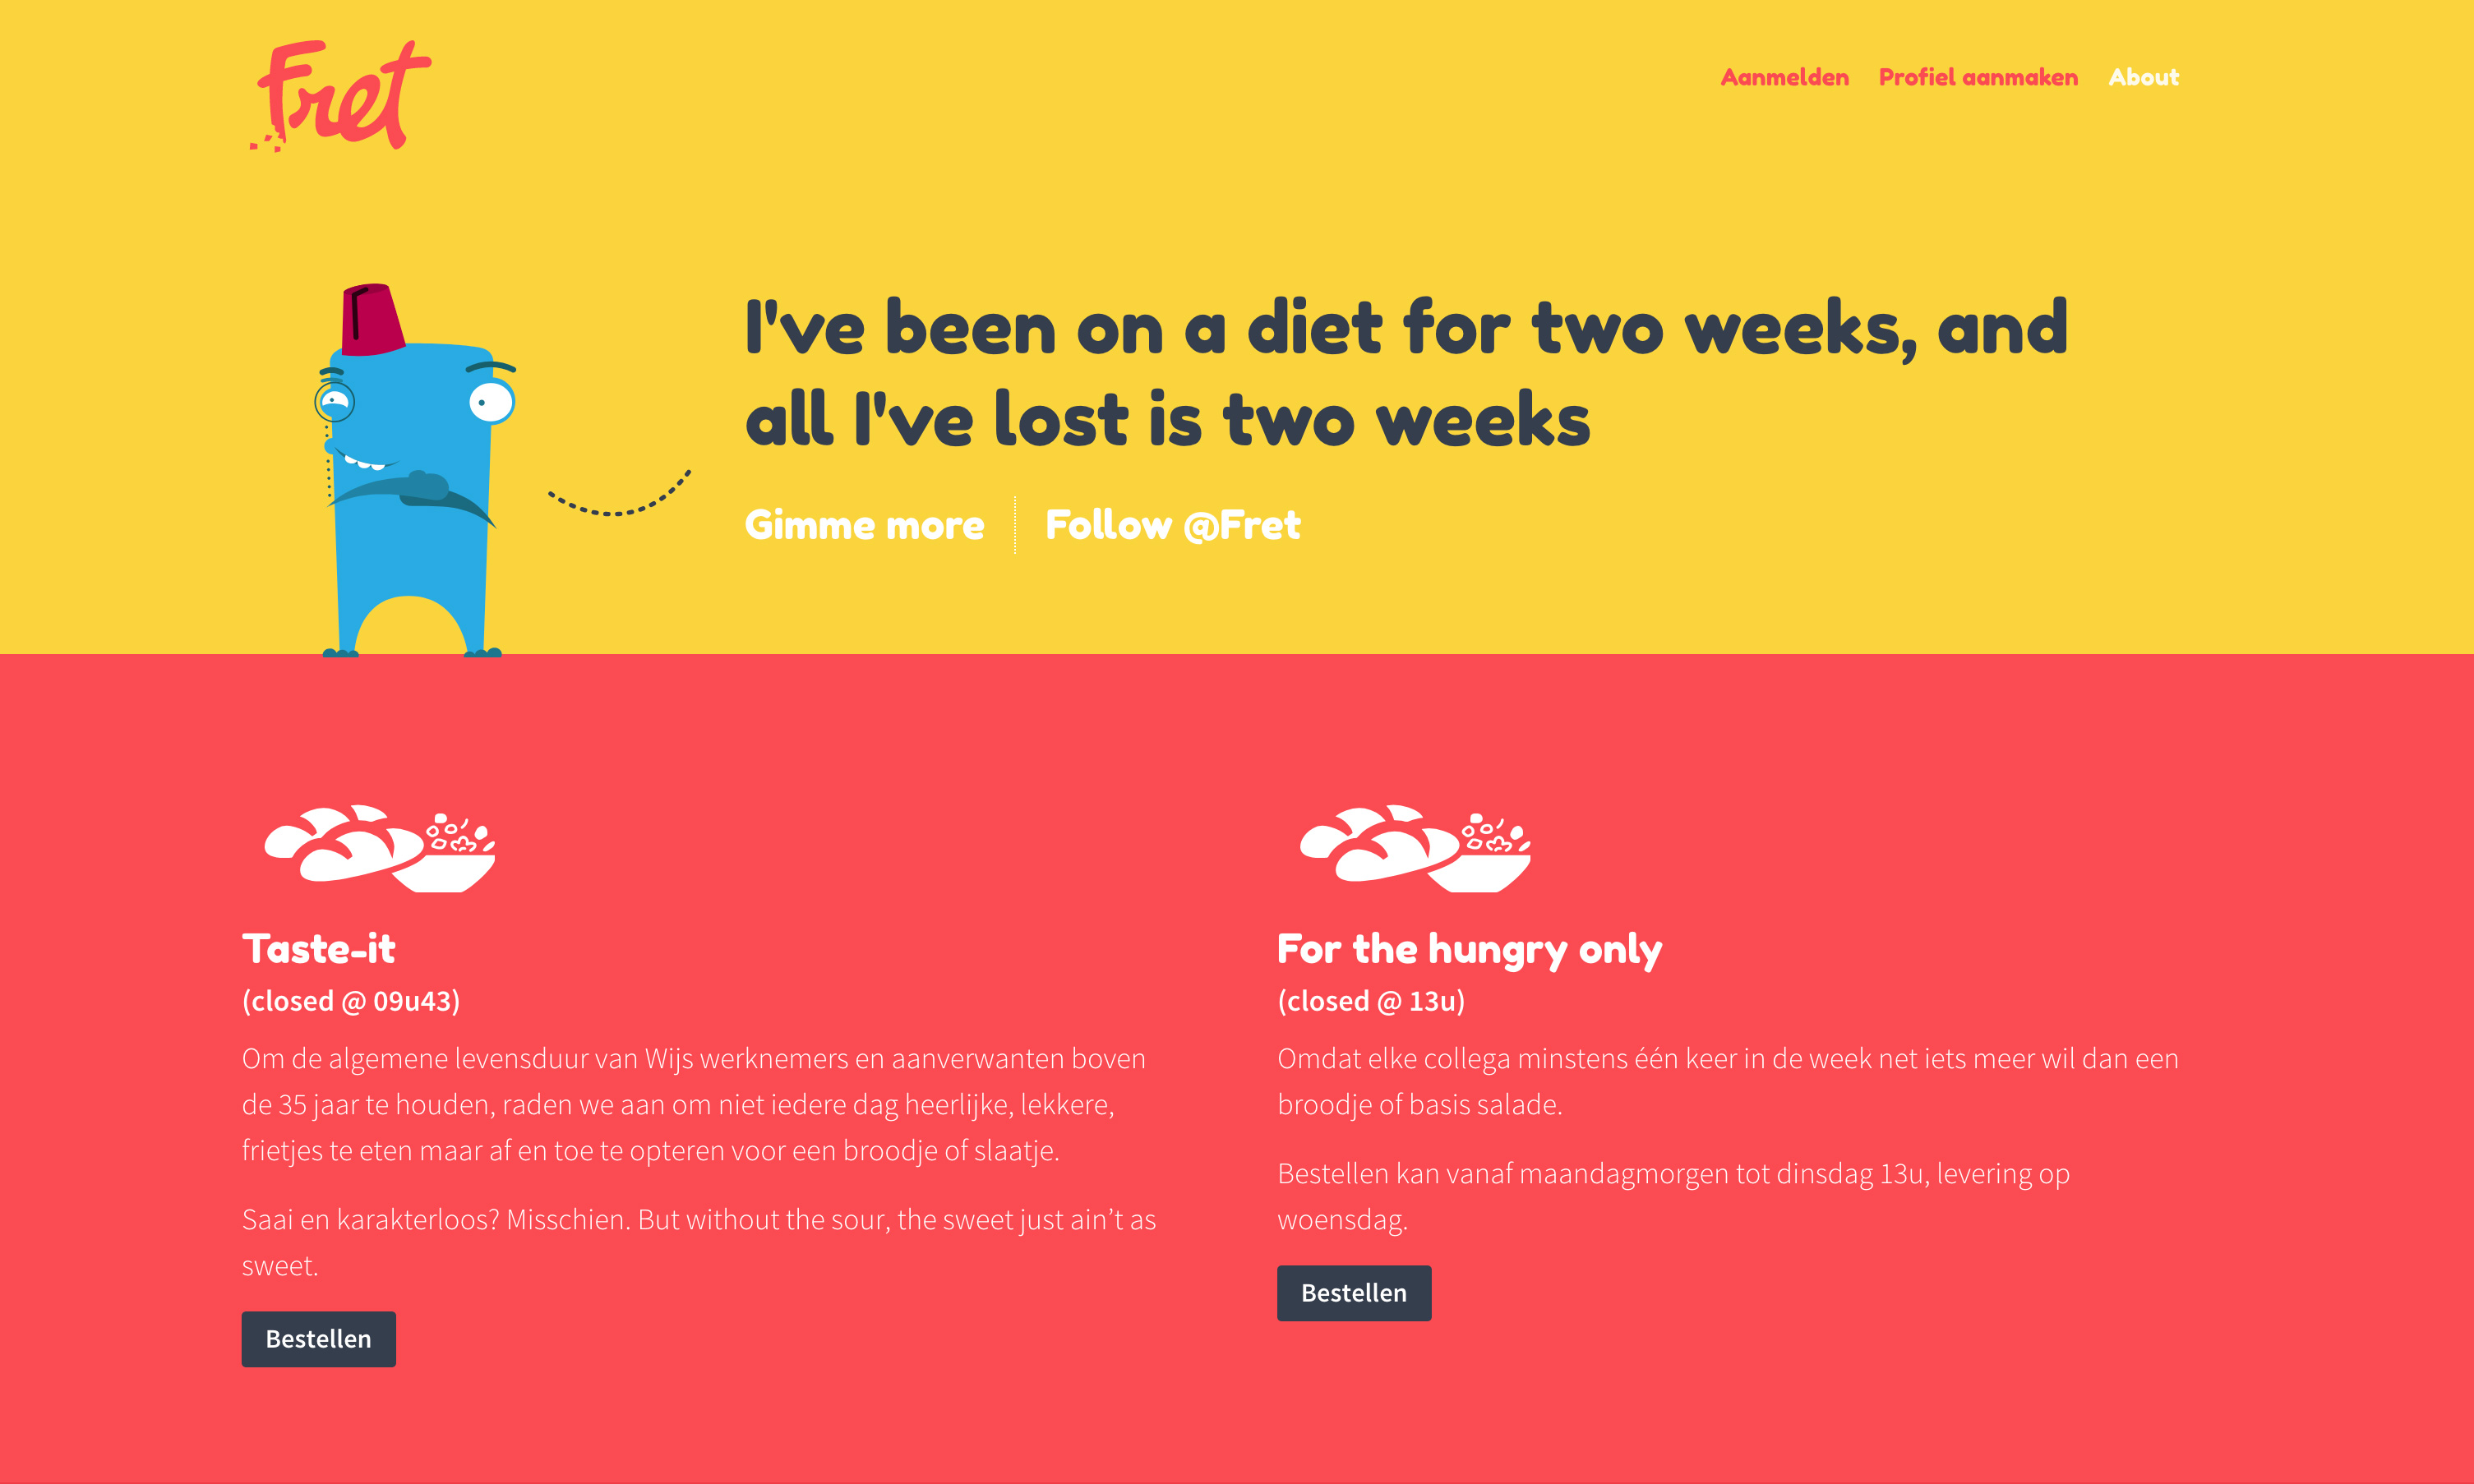 Fret
Aanmelden
Profiel aanmaken
About
I've been on a diet for two weeks, and
all I've lost is two weeks
Gimme more
Follow @Fret
Taste-it
(closed @ 09u43)
Om de algemene levensduur van Wijs werknemers en aanverwanten boven
de 35 jaar te houden, raden we aan om niet iedere dag heerlijke, lekkere,
frietjes te eten maar af en toe te opteren voor een broodje of slaatje.
Saai en karakterloos? Misschien. But without the sour, the sweet just ain’t as
sweet.
Bestellen
For the hungry only
(closed @ 13u)
Omdat elke collega minstens één keer in de week net iets meer wil dan een
broodje of basis salade.
Bestellen kan vanaf maandagmorgen tot dinsdag 13u, levering op
woensdag.
Bestellen